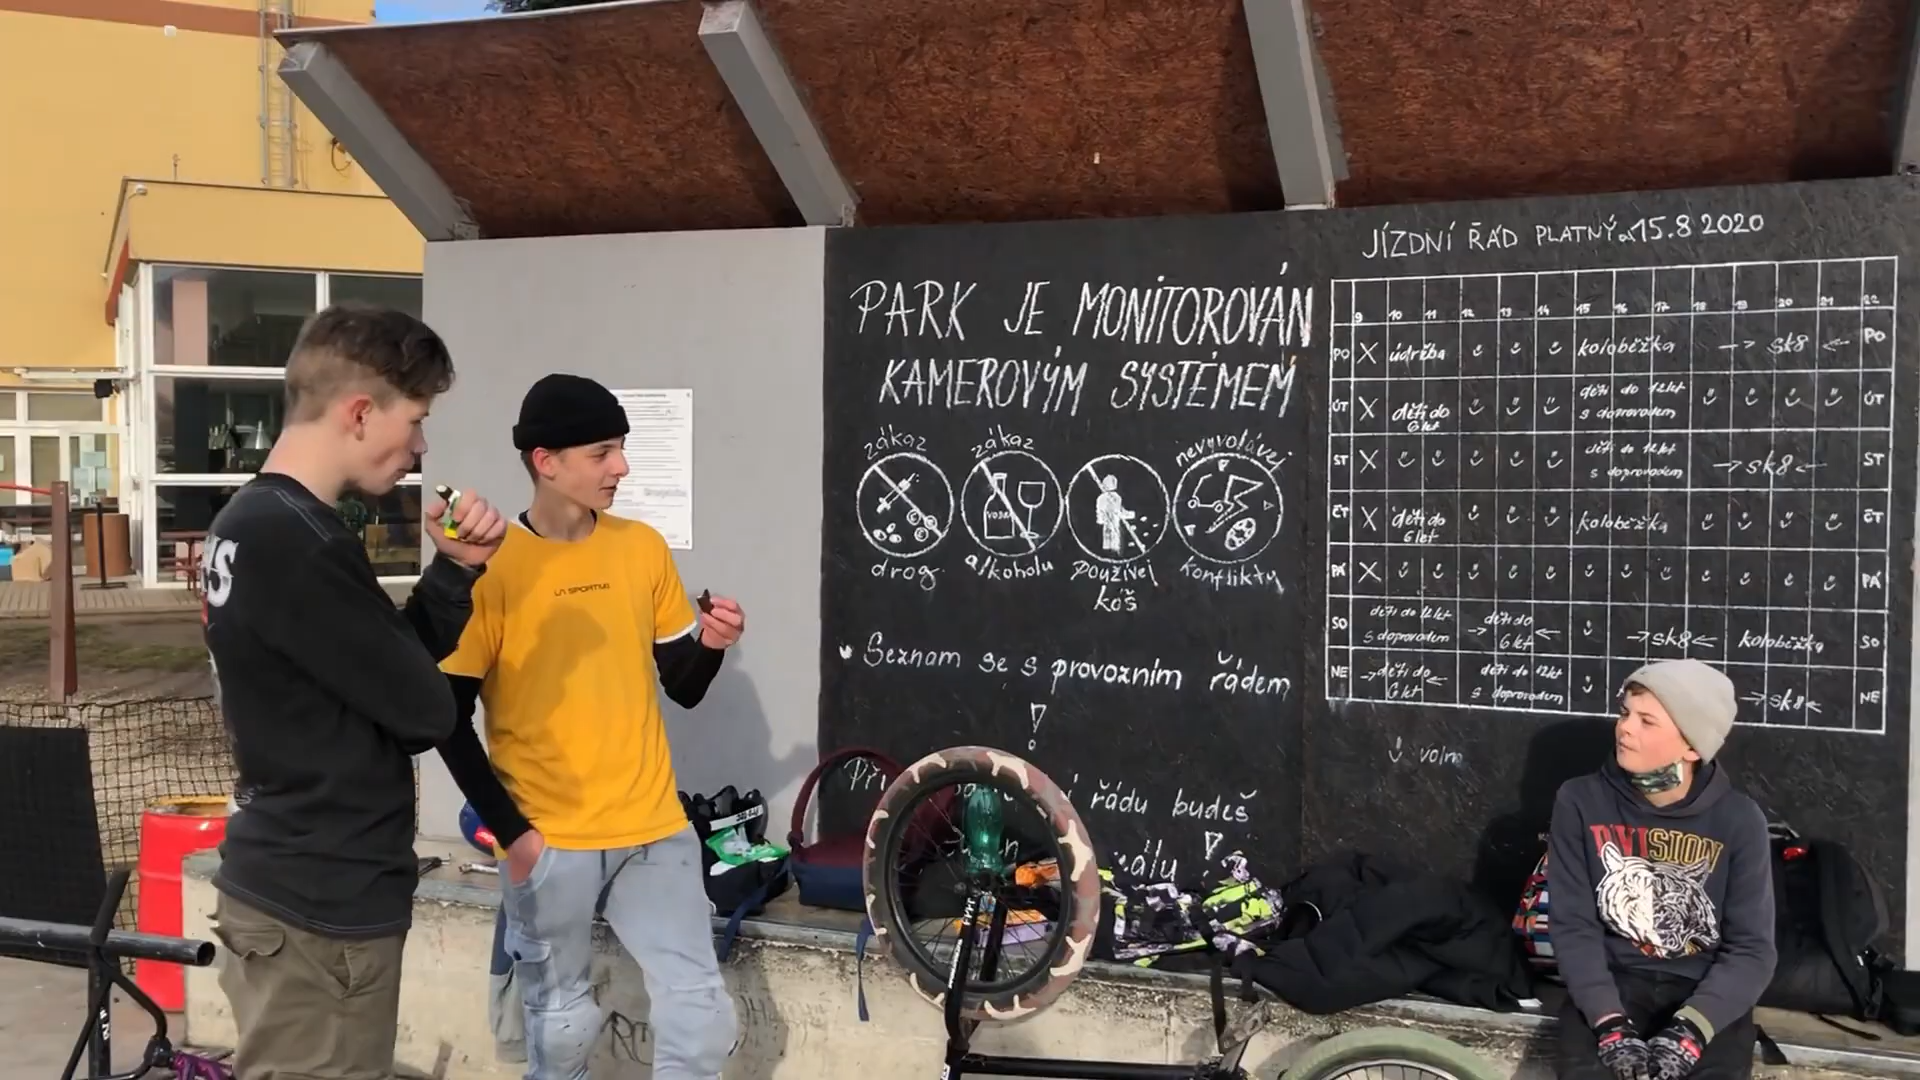 JÍZDNÍ ŘÁD PLATNÝ od 15.8 2020
PARK JE MONITOROVÁN
KAMEROVÝM SYSTÉMEM
zákaz
drog
zákaz
VODKA
alkoholu
používej
koš
nevyvolávej
konflikty
Seznam se s provozním řádem
!
řádu budeš
!
9 10 11 12 13 14 15 16 17 18 19 20 21 22
PO X údržba koloběžka → sk8 ← PO
ÚT X děti do 6 let děti do 12 let s doprovodem ÚT
ST X děti do 12 let s doprovodem → sk8 ← ST
ČT X děti do 6 let koloběžka ČT
PÁ X PÁ
SO děti do 12 let s doprovodem → děti do 6 let ← → sk8 ← koloběžka SO
NE → děti do 6 let ← děti do 12 let s doprovodem → sk8 ← NE
volno
LA SPORTIVA